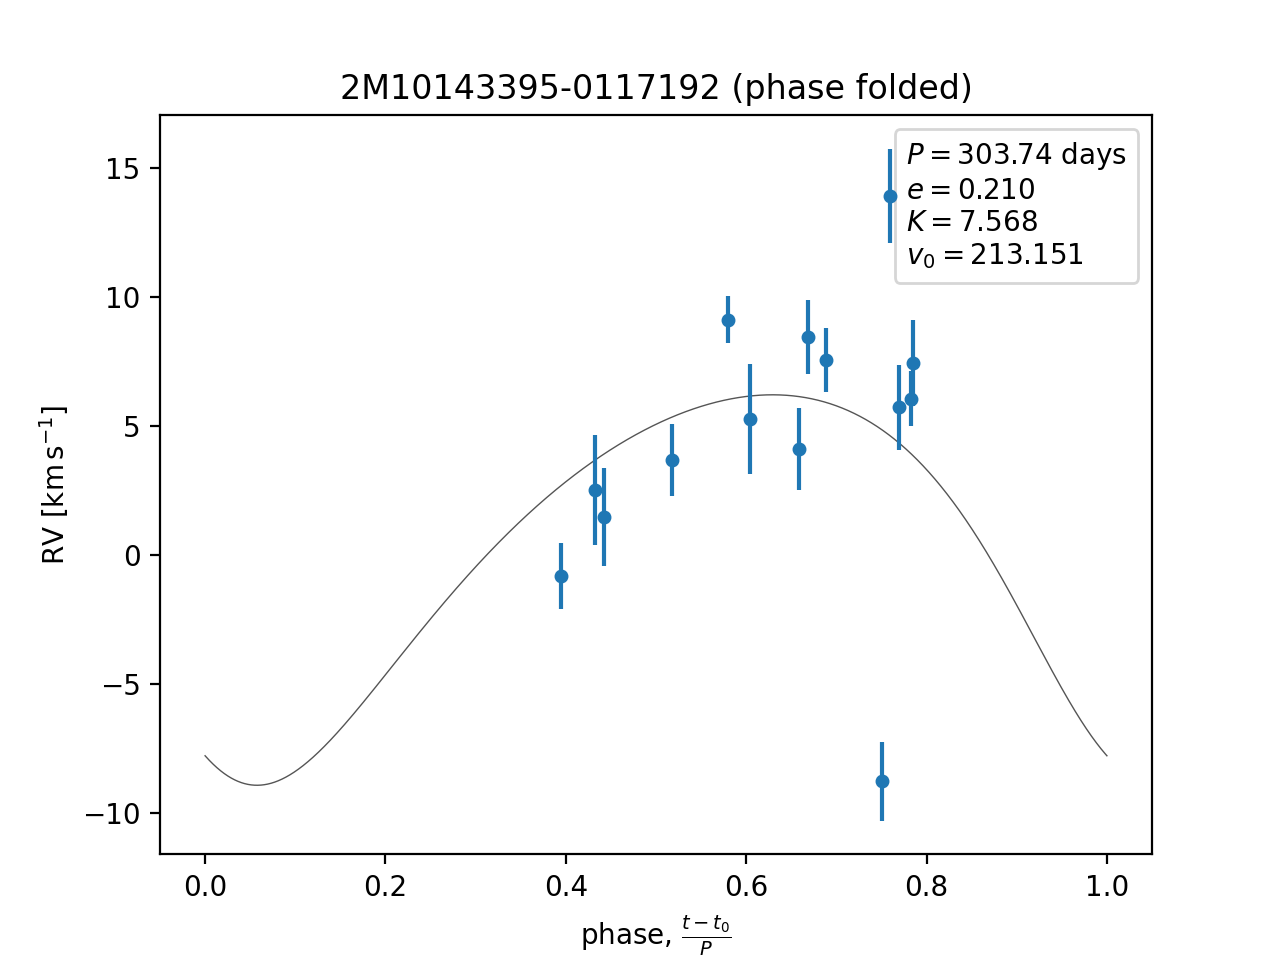 2M10143395-0117192 (phase folded)
P = 303.74 days
e = 0.210
K = 7.568
v₀ = 213.151
RV [km s⁻¹]
15
10
5
0
−5
−10
0.0 0.2 0.4 0.6 0.8 1.0
phase, (t − t₀)/P